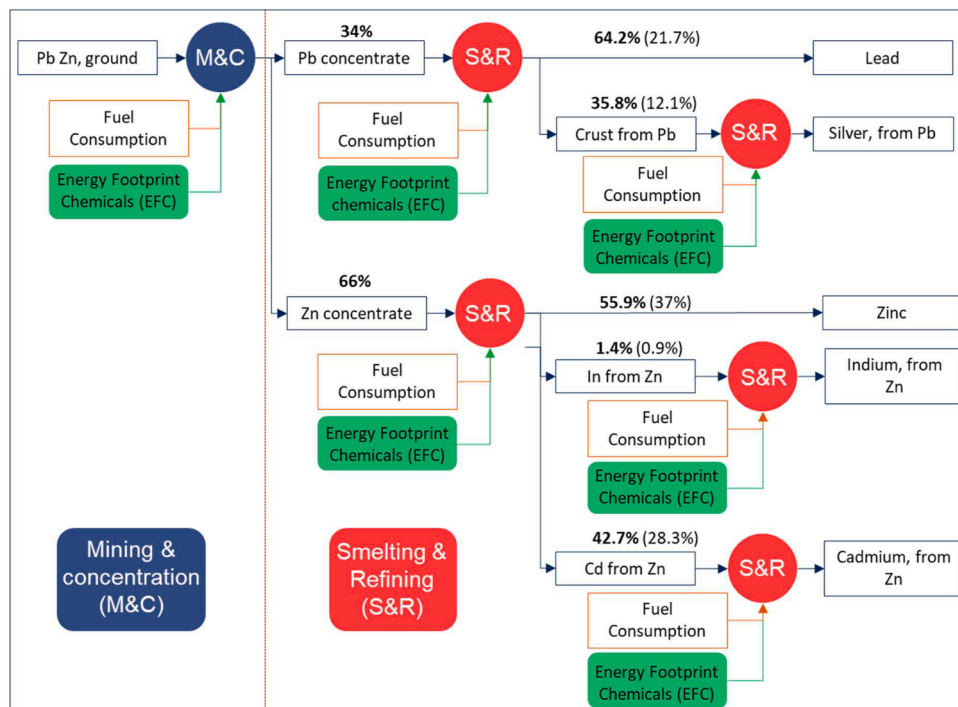 34%
64.2% (21.7%)
Pb Zn, ground
M&C
Pb concentrate
S&R
Lead
35.8% (12.1%)
Crust from Pb
S&R
Silver, from Pb
Fuel
Consumption
Energy Footprint
Chemicals (EFC)
Fuel
Consumption
Energy Footprint
chemicals (EFC)
Fuel
Consumption
Energy Footprint
Chemicals (EFC)
66%
Zn concentrate
S&R
55.9% (37%)
Zinc
1.4% (0.9%)
In from Zn
S&R
Indium, from
Zn
Fuel
Consumption
Energy Footprint
Chemicals (EFC)
Fuel
Consumption
Energy Footprint
Chemicals (EFC)
42.7% (28.3%)
Cd from Zn
S&R
Cadmium, from
Zn
Fuel
Consumption
Energy Footprint
Chemicals (EFC)
Mining &
concentration
(M&C)
Smelting &
Refining
(S&R)